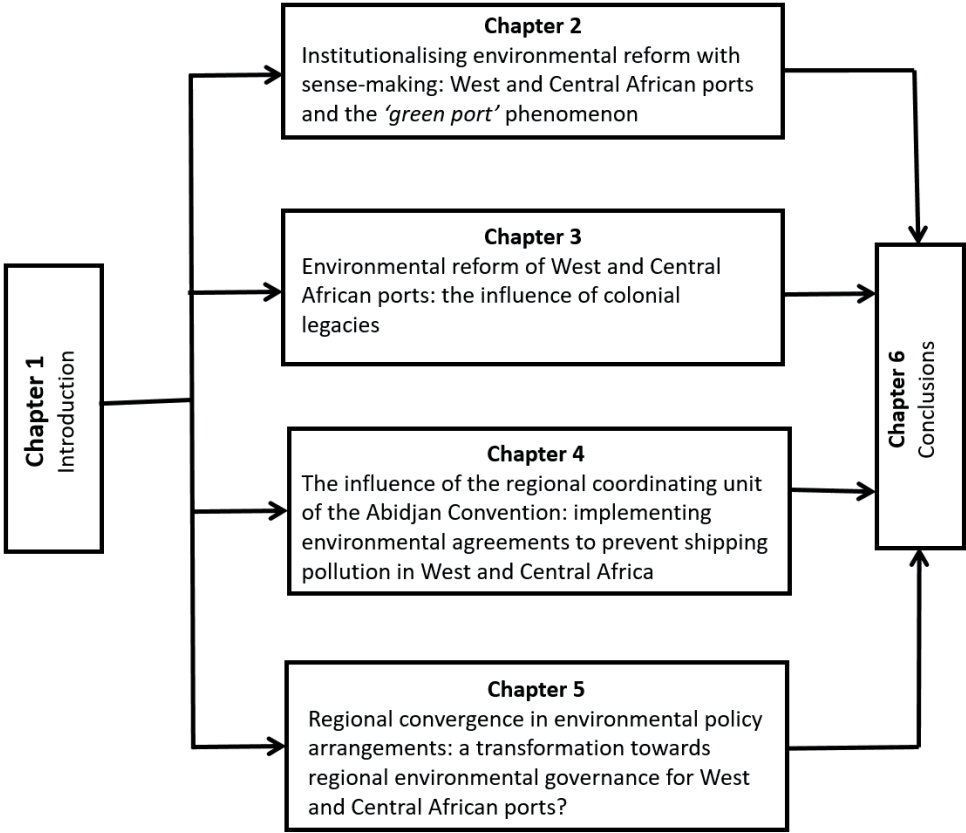 Chapter 1
Introduction
Chapter 2
Institutionalising environmental reform with
sense-making: West and Central African ports
and the ‘green port’ phenomenon
Chapter 3
Environmental reform of West and Central
African ports: the influence of colonial
legacies
Chapter 4
The influence of the regional coordinating unit
of the Abidjan Convention: implementing
environmental agreements to prevent shipping
pollution in West and Central Africa
Chapter 5
Regional convergence in environmental policy
arrangements: a transformation towards
regional environmental governance for West
and Central African ports?
Chapter 6
Conclusions